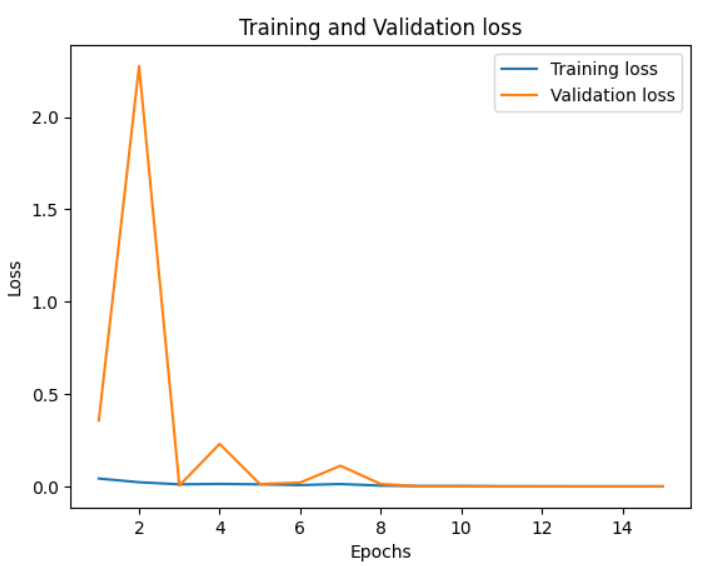 Training and Validation loss
Training loss
Validation loss
2.0
1.5
1.0
0.5
0.0
Loss
2 4 6 8 10 12 14
Epochs